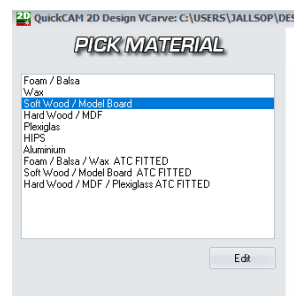 2D QuickCAM 2D Design VCarve: C:\USERS\JALLSOP\DES
PICK MATERIAL
Foam / Balsa
Wax
Soft Wood / Model Board
Hard Wood / MDF
Plexiglas
HIPS
Aluminium
Foam / Balsa / Wax ATC FITTED
Soft Wood / Model Board ATC FITTED
Hard Wood / MDF / Plexiglass ATC FITTED
Edit